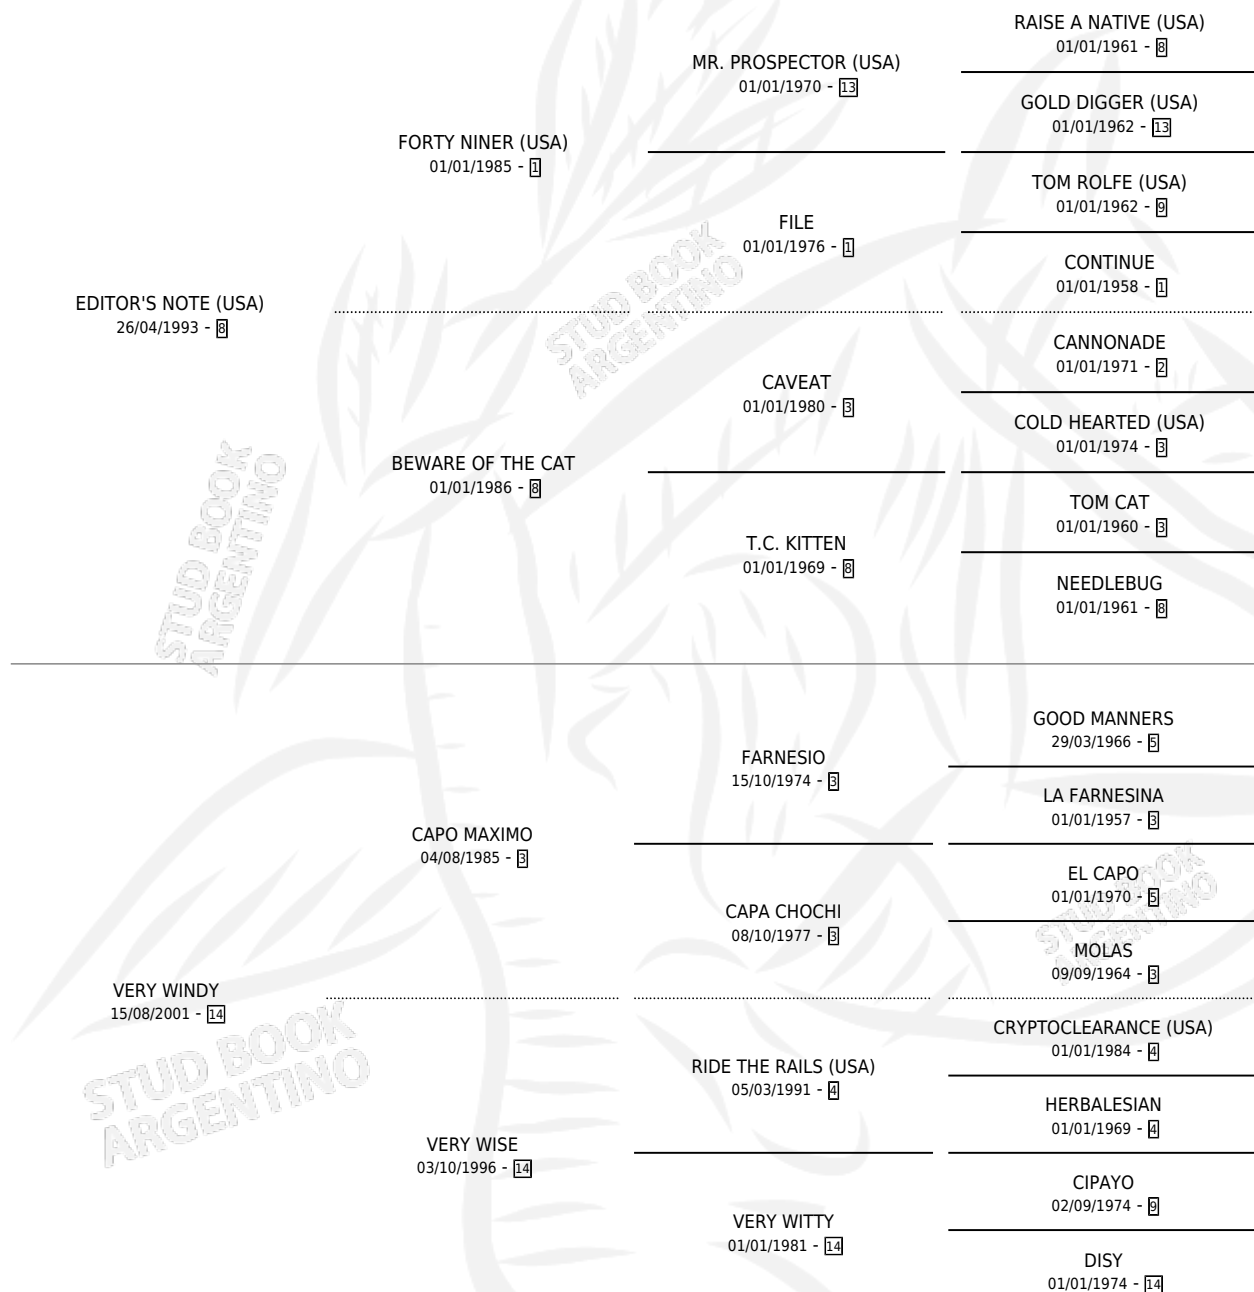 RAISE A NATIVE (USA)
01/01/1961 - 8
MR. PROSPECTOR (USA)
01/01/1970 - 13
GOLD DIGGER (USA)
01/01/1962 - 13
FORTY NINER (USA)
01/01/1985 - 1
TOM ROLFE (USA)
01/01/1962 - 9
FILE
01/01/1976 - 1
CONTINUE
01/01/1958 - 1
EDITOR'S NOTE (USA)
26/04/1993 - 8
CANNONADE
01/01/1971 - 2
CAVEAT
01/01/1980 - 3
COLD HEARTED (USA)
01/01/1974 - 3
BEWARE OF THE CAT
01/01/1986 - 8
TOM CAT
01/01/1960 - 3
T.C. KITTEN
01/01/1969 - 8
NEEDLEBUG
01/01/1961 - 8
STUD BOOK
ARGENTINO
STUD BOOK
ARGENTINO
GOOD MANNERS
29/03/1966 - 5
FARNESIO
15/10/1974 - 3
LA FARNESINA
01/01/1957 - 3
CAPO MAXIMO
04/08/1985 - 3
EL CAPO
01/01/1970 - 5
CAPA CHOCHI
08/10/1977 - 3
MOLAS
09/09/1964 - 3
VERY WINDY
15/08/2001 - 14
CRYPTOCLEARANCE (USA)
01/01/1984 - 4
RIDE THE RAILS (USA)
05/03/1991 - 4
HERBALESIAN
01/01/1969 - 4
VERY WISE
03/10/1996 - 14
CIPAYO
02/09/1974 - 9
VERY WITTY
01/01/1981 - 14
DISY
01/01/1974 - 14
STUD BOOK
ARGENTINO
STUD BOOK
ARGENTINO